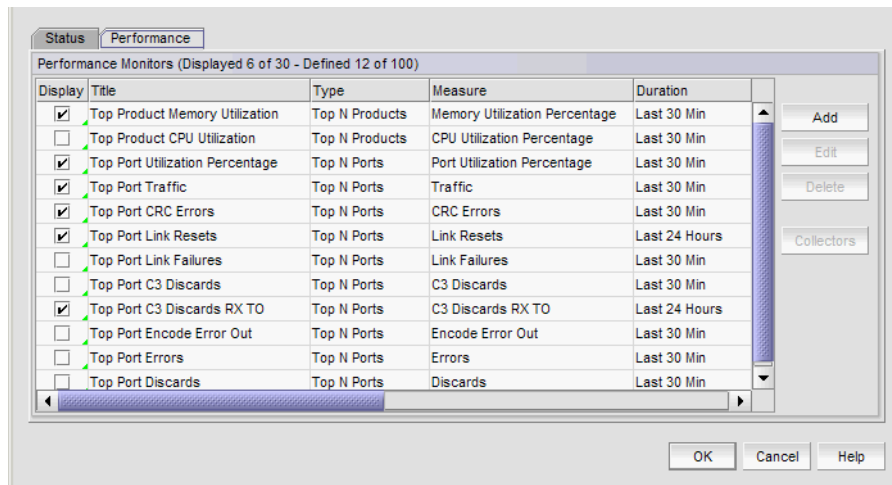 Status Performance
Performance Monitors (Displayed 6 of 30 - Defined 12 of 100)
Display Title Type Measure Duration
Top Product Memory Utilization Top N Products Memory Utilization Percentage Last 30 Min
Top Product CPU Utilization Top N Products CPU Utilization Percentage Last 30 Min
Top Port Utilization Percentage Top N Ports Port Utilization Percentage Last 30 Min
Top Port Traffic Top N Ports Traffic Last 30 Min
Top Port CRC Errors Top N Ports CRC Errors Last 30 Min
Top Port Link Resets Top N Ports Link Resets Last 24 Hours
Top Port Link Failures Top N Ports Link Failures Last 30 Min
Top Port C3 Discards Top N Ports C3 Discards Last 30 Min
Top Port C3 Discards RX TO Top N Ports C3 Discards RX TO Last 24 Hours
Top Port Encode Error Out Top N Ports Encode Error Out Last 30 Min
Top Port Errors Top N Ports Errors Last 30 Min
Top Port Discards Top N Ports Discards Last 30 Min
Add
Edit
Delete
Collectors
OK Cancel Help